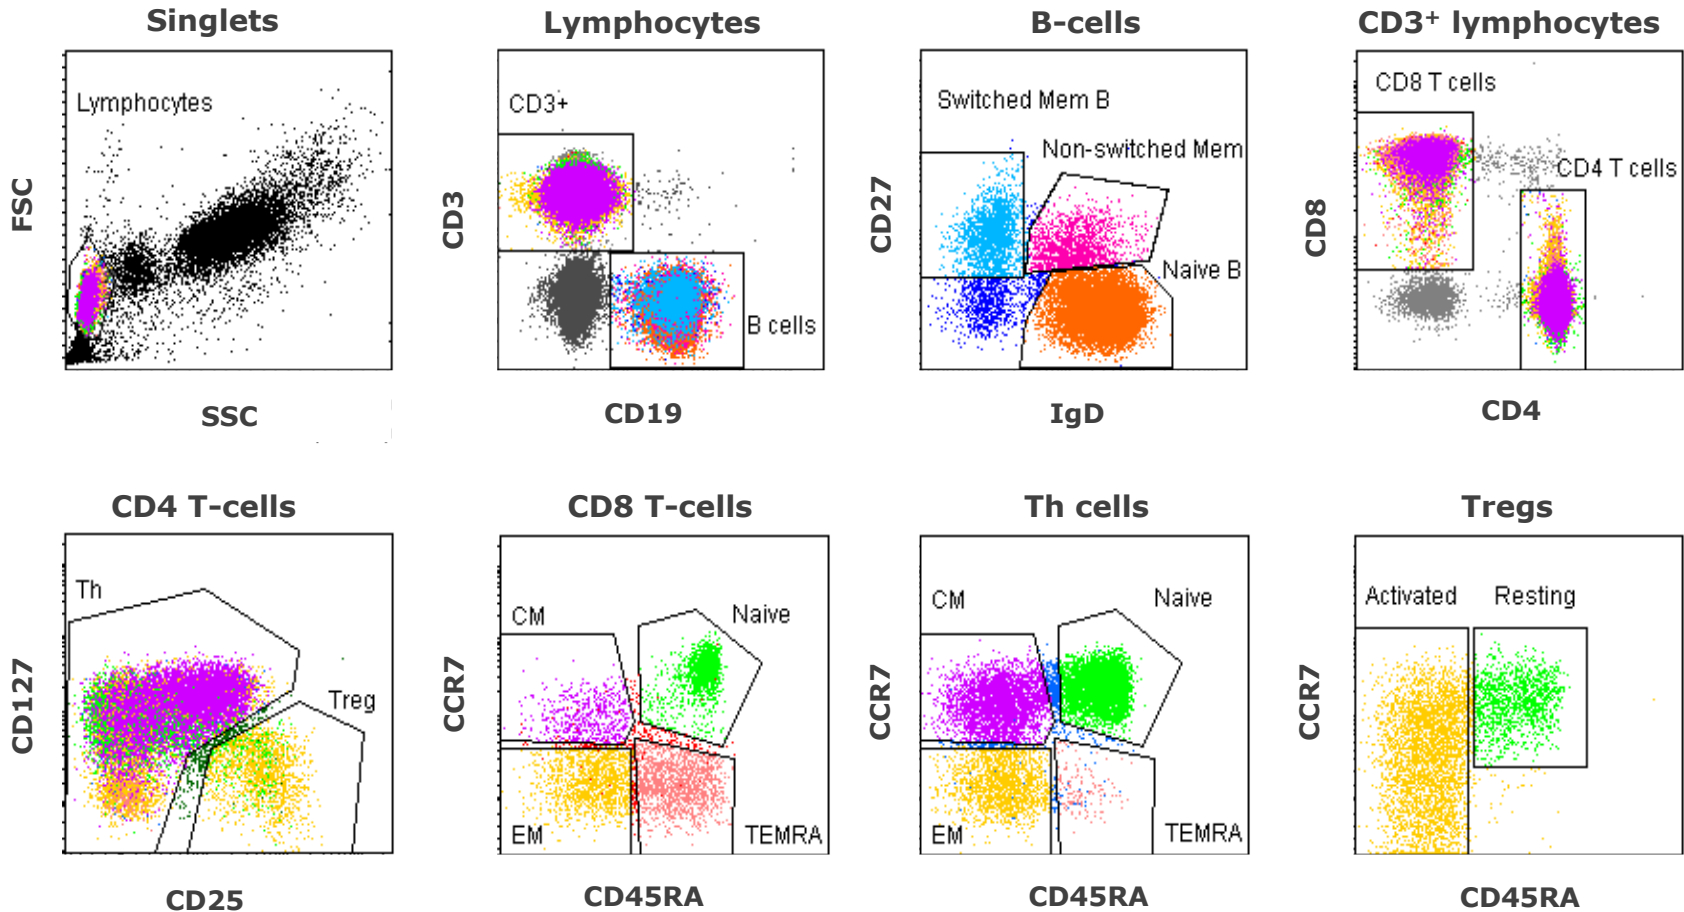 Singlets
Lymphocytes
FSC
SSC
Lymphocytes
CD3+
B cells
CD3
CD19
B-cells
Switched Mem B
Non-switched Mem
Naive B
CD27
IgD
CD3⁺ lymphocytes
CD8 T cells
CD4 T cells
CD8
CD4
CD4 T-cells
Th
Treg
CD127
CD25
CD8 T-cells
CM
Naive
EM
TEMRA
CCR7
CD45RA
Th cells
CM
Naive
EM
TEMRA
CCR7
CD45RA
Tregs
Activated
Resting
CCR7
CD45RA